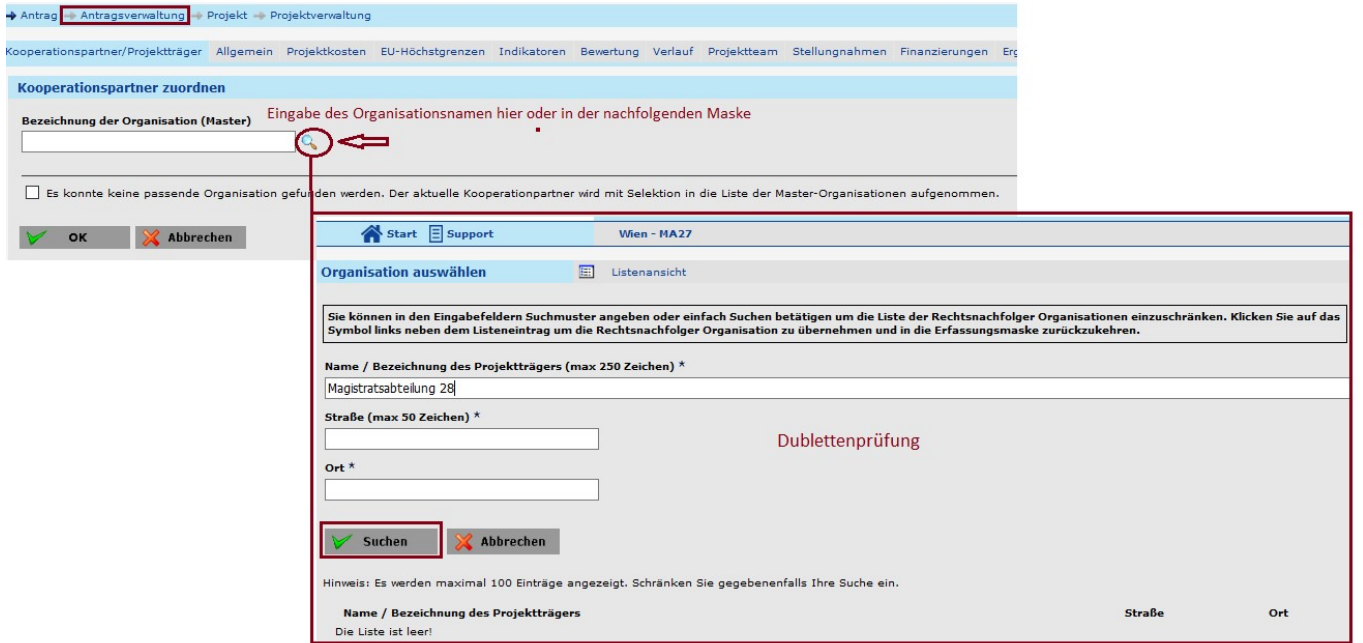 Antrag Antragsverwaltung Projekt Projektverwaltung
Kooperationspartner/Projektträger Allgemein Projektkosten EU-Höchstgrenzen Indikatoren Bewertung Verlauf Projektteam Stellungnahmen Finanzierungen
Kooperationspartner zuordnen
Eingabe des Organisationsnamen hier oder in der nachfolgenden Maske
Bezeichnung der Organisation (Master)
Es konnte keine passende Organisation gefunden werden. Der aktuelle Kooperationpartner wird mit Selektion in die Liste der Master-Organisationen aufgenommen.
OK Abbrechen
Start Support Wien - MA27
Organisation auswählen Listenansicht
Sie können in den Eingabefeldern Suchmuster angeben oder einfach Suchen betätigen um die Liste der Rechtsnachfolger Organisationen einzuschränken. Klicken Sie auf das
Symbol links neben dem Listeneintrag um die Rechtsnachfolger Organisation zu übernehmen und in die Erfassungsmaske zurückzukehren.
Name / Bezeichnung des Projektträgers (max 250 Zeichen) *
Magistratsabteilung 28
Straße (max 50 Zeichen) *
Dublettenprüfung
Ort *
Suchen Abbrechen
Hinweis: Es werden maximal 100 Einträge angezeigt. Schränken Sie gegebenenfalls Ihre Suche ein.
Name / Bezeichnung des Projektträgers Straße Ort
Die Liste ist leer!